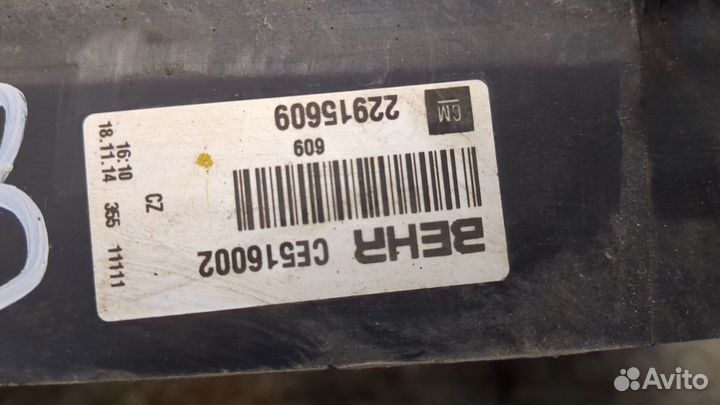 BEHR CE516002
609
GM 22915609
CZ
16:10
18.11.14 355 11111
Avito